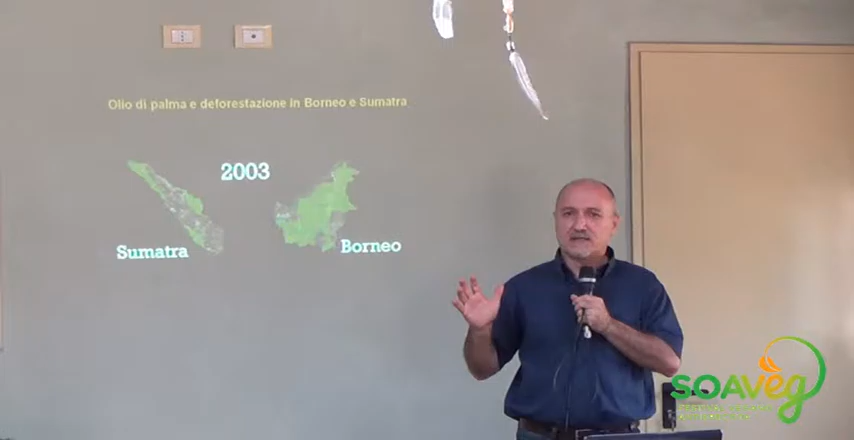 Olio di palma e deforestazione in Borneo e Sumatra
2003
Sumatra
Borneo
SOAVEG